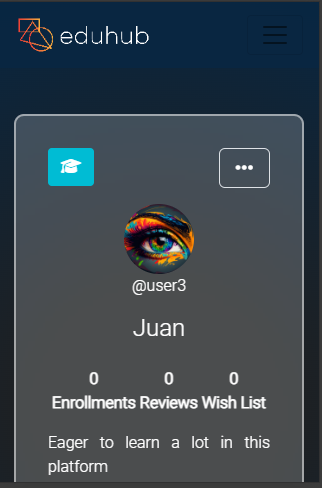 eduhub
@user3
Juan
0 0 0
Enrollments Reviews Wish List
Eager to learn a lot in this
platform